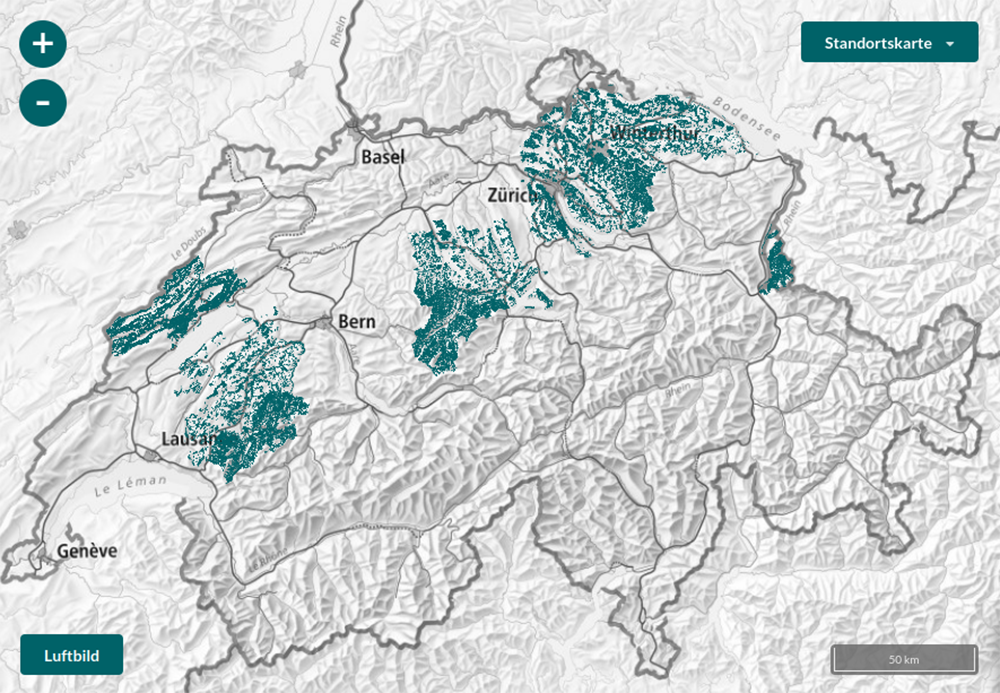 +
Rhein
Standortskarte
-
Bodensee
Winterthur
Basel
Aare
Zürich
Rhein
Le Doubs
Bern
Lausan
Le Léman
Genève
Le Rhône
Luftbild
50 km